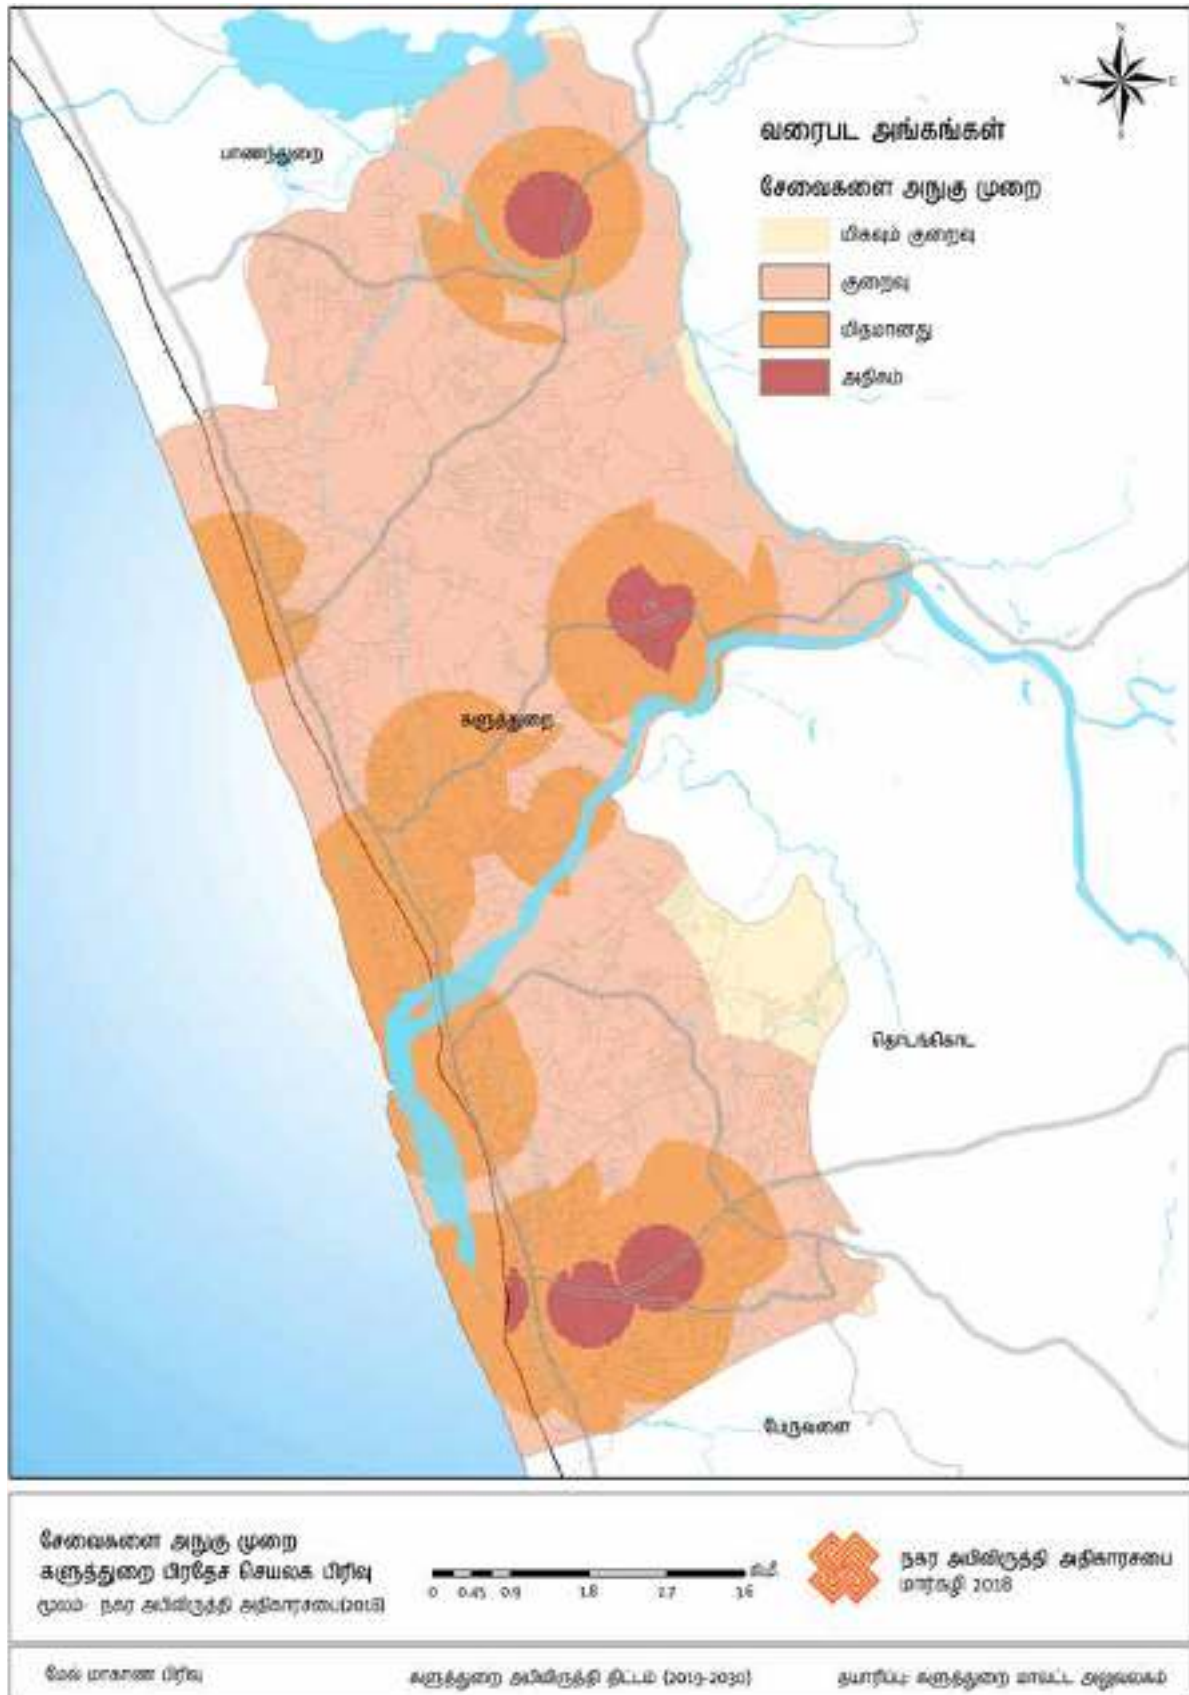 N
W E
S
வரைபட அங்கங்கள்
சேவைகளை அநுகு முறை
மிகவும் குறைவு
குறைவு
மிதமானது
அதிகம்
பாணந்துறை
களுத்துறை
தொடங்கொட
பேருவளை
சேவைகளை அநுகு முறை
களுத்துறை பிரதேச செயலக பிரிவு
மூலம்- நகர அபிவிருத்தி அதிகாரசபை(2018)
கி.மீ.
0 0.45 0.9 1.8 2.7 3.6
நகர அபிவிருத்தி அதிகாரசபை
மார்கழி 2018
மேல் மாகாண பிரிவு
களுத்துறை அபிவிருத்தி திட்டம் (2019-2030)
தயாரிப்பு: களுத்துறை மாவட்ட அலுவலகம்